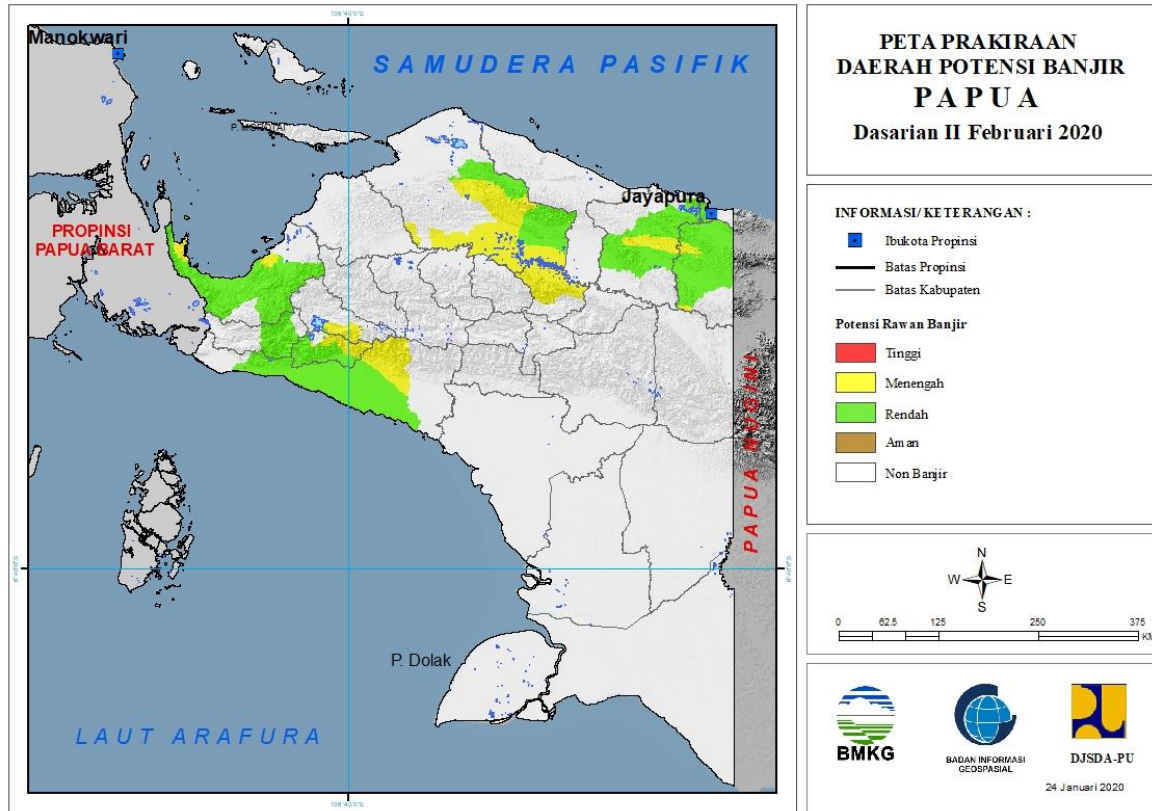 Manokwari
SAMUDERA PASIFIK
Jayapura
PROPINSI
PAPUA BARAT
PAPUA NUGINI
P. Dolak
LAUT ARAFURA
PETA PRAKIRAAN
DAERAH POTENSI BANJIR
PAPUA
Dasarian II Februari 2020
INFORMASI/ KETERANGAN :
Ibukota Propinsi
Batas Propinsi
Batas Kabupaten
Potensi Rawan Banjir
Tinggi
Menengah
Rendah
Aman
Non Banjir
N
W E
S
0 62.5 125 250 375
KM
BMKG
BADAN INFORMASI
GEOSPASIAL
DJSDA-PU
24 Januari 2020